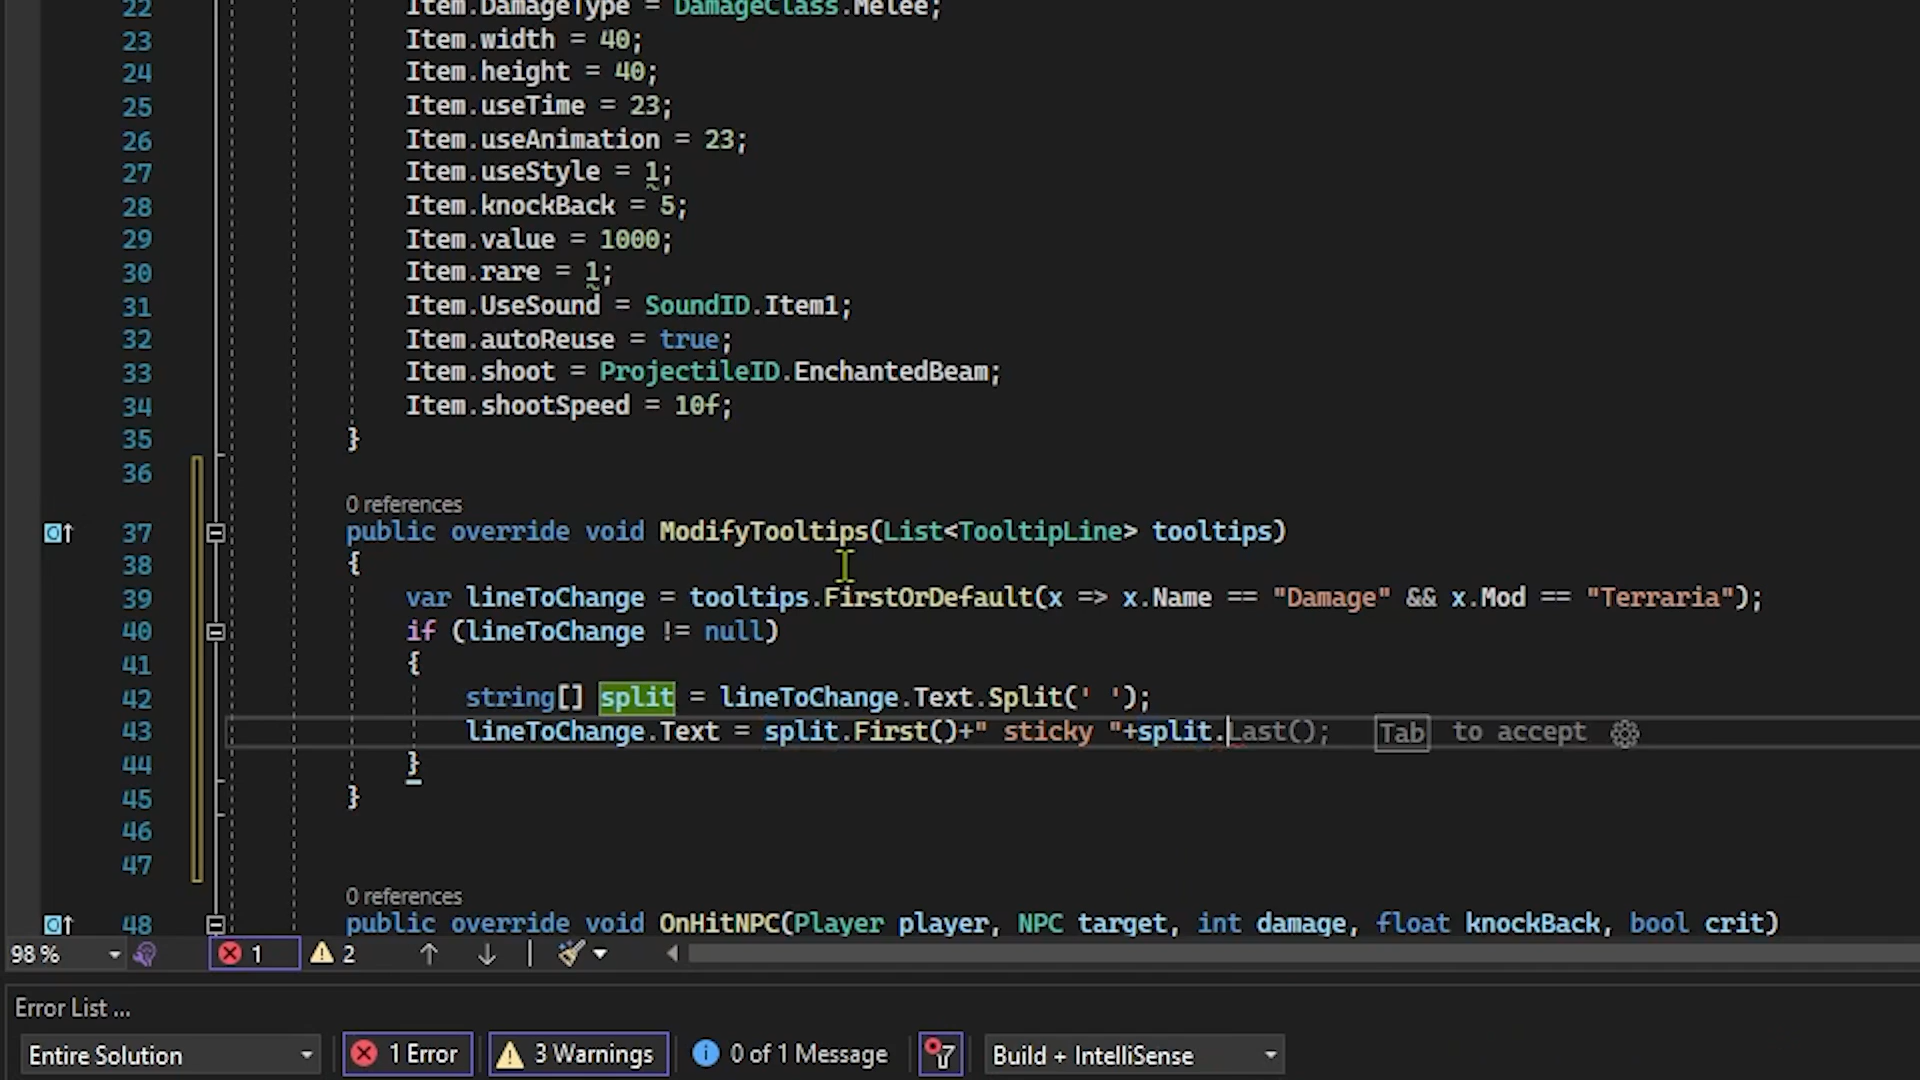 22 Item.DamageType = DamageClass.Melee;
23 Item.width = 40;
24 Item.height = 40;
25 Item.useTime = 23;
26 Item.useAnimation = 23;
27 Item.useStyle = 1;
28 Item.knockBack = 5;
29 Item.value = 1000;
30 Item.rare = 1;
31 Item.UseSound = SoundID.Item1;
32 Item.autoReuse = true;
33 Item.shoot = ProjectileID.EnchantedBeam;
34 Item.shootSpeed = 10f;
35 }
36
0 references
37 public override void ModifyTooltips(List<TooltipLine> tooltips)
38 {
39 var lineToChange = tooltips.FirstOrDefault(x => x.Name == "Damage" && x.Mod == "Terraria");
40 if (lineToChange != null)
41 {
42 string[] split = lineToChange.Text.Split(' ');
43 lineToChange.Text = split.First()+" sticky "+split.Last(); Tab to accept
44 }
45 }
46
47
0 references
48 public override void OnHitNPC(Player player, NPC target, int damage, float knockBack, bool crit)
98 % 1 2
Error List ...
Entire Solution 1 Error 3 Warnings 0 of 1 Message Build + IntelliSense